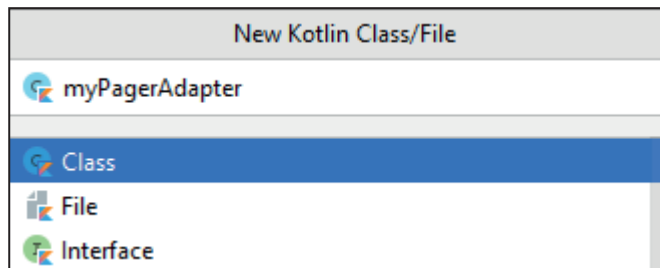 New Kotlin Class/File
myPagerAdapter
Class
File
Interface